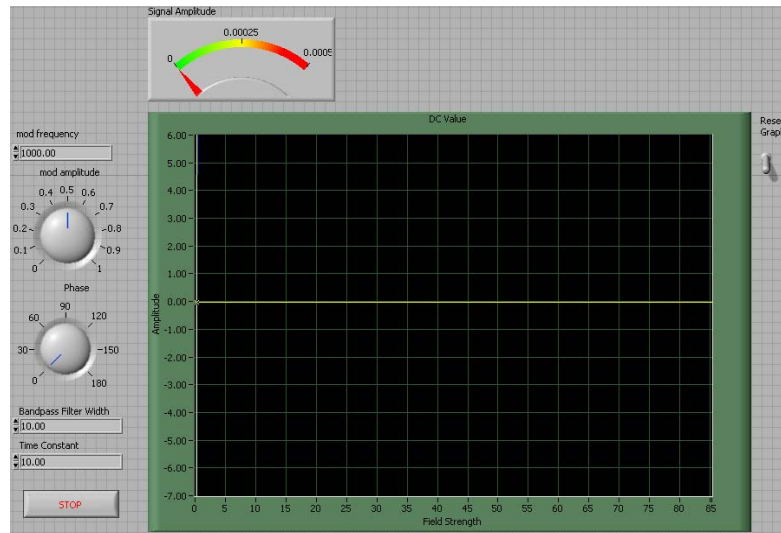 Signal Amplitude
0 0.00025 0.0005
DC Value
Rese
Grap
mod frequency
1000.00
mod amplitude
0 0.1 0.2 0.3 0.4 0.5 0.6 0.7 0.8 0.9 1
Phase
0 30 60 90 120 150 180
Bandpass Filter Width
10.00
Time Constant
10.00
STOP
Amplitude
6.00
5.00
4.00
3.00
2.00
1.00
0.00
-1.00
-2.00
-3.00
-4.00
-5.00
-6.00
-7.00
0 5 10 15 20 25 30 35 40 45 50 55 60 65 70 75 80 85
Field Strength